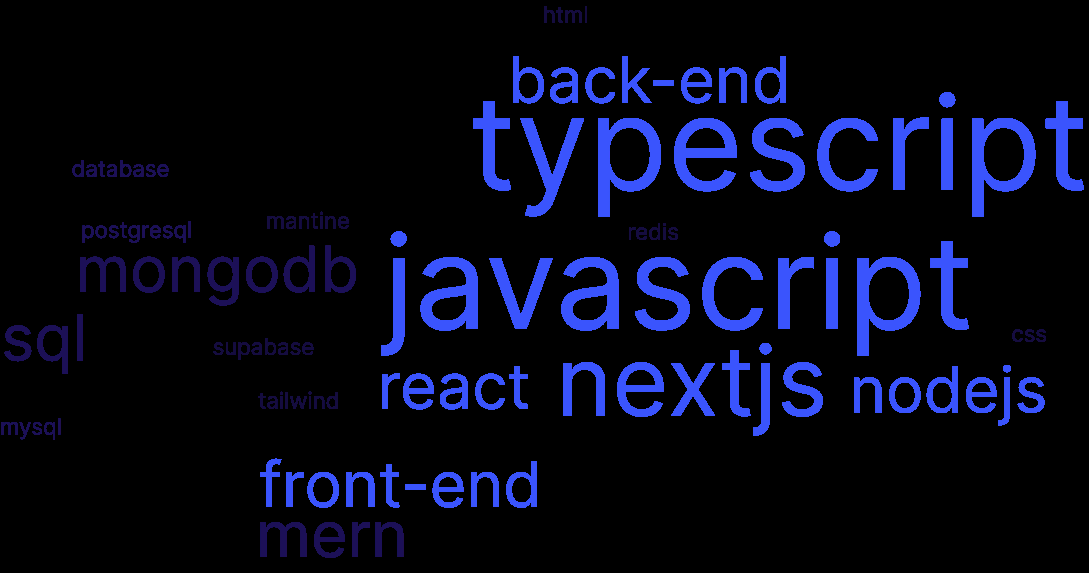 html
back-end
typescript
database
mantine
postgresql
redis
javascript
mongodb
sql
css
supabase
nextjs
react
nodejs
tailwind
mysql
front-end
mern